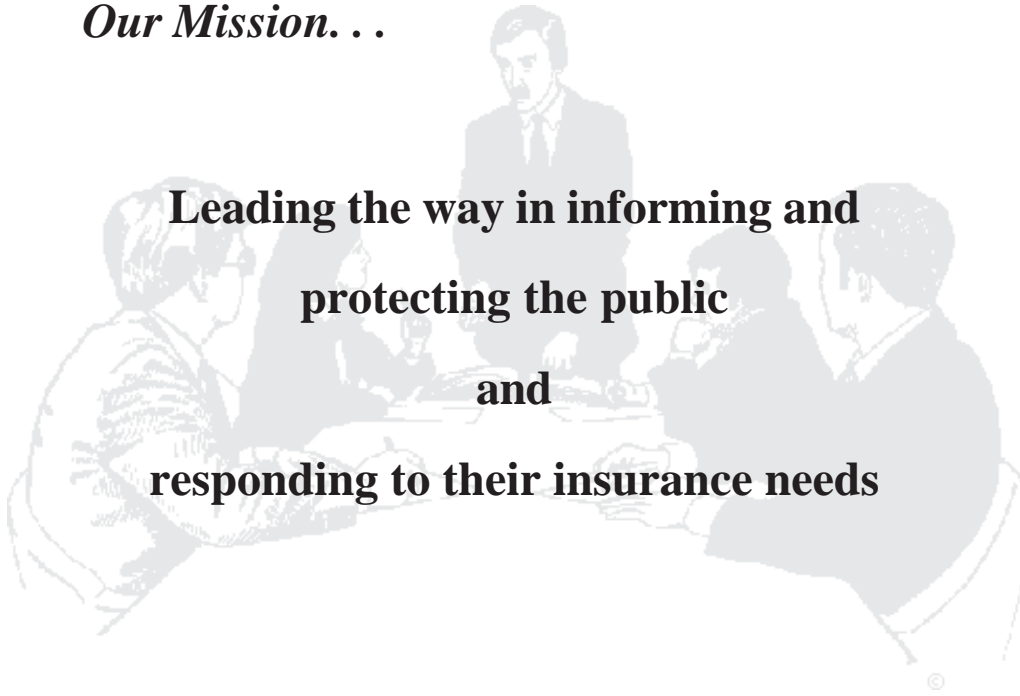 Our Mission. . .
Leading the way in informing and
protecting the public
and
responding to their insurance needs
©